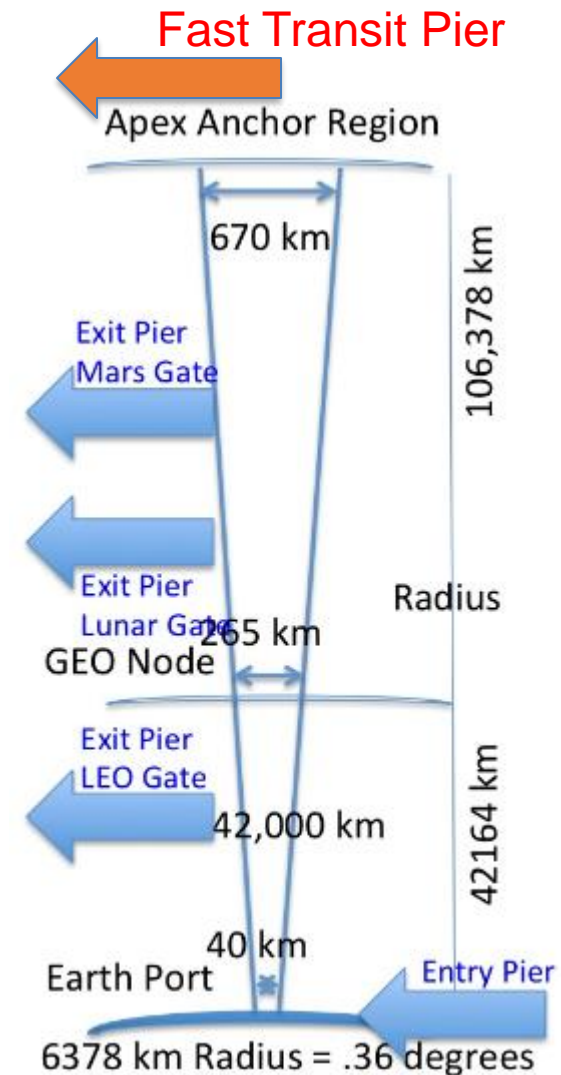 Fast Transit Pier
Apex Anchor Region
670 km
106,378 km
Exit Pier
Mars Gate
Exit Pier
Lunar Gate
Radius
265 km
GEO Node
Exit Pier
LEO Gate
42,000 km
42164 km
40 km
Earth Port
Entry Pier
6378 km Radius = .36 degrees